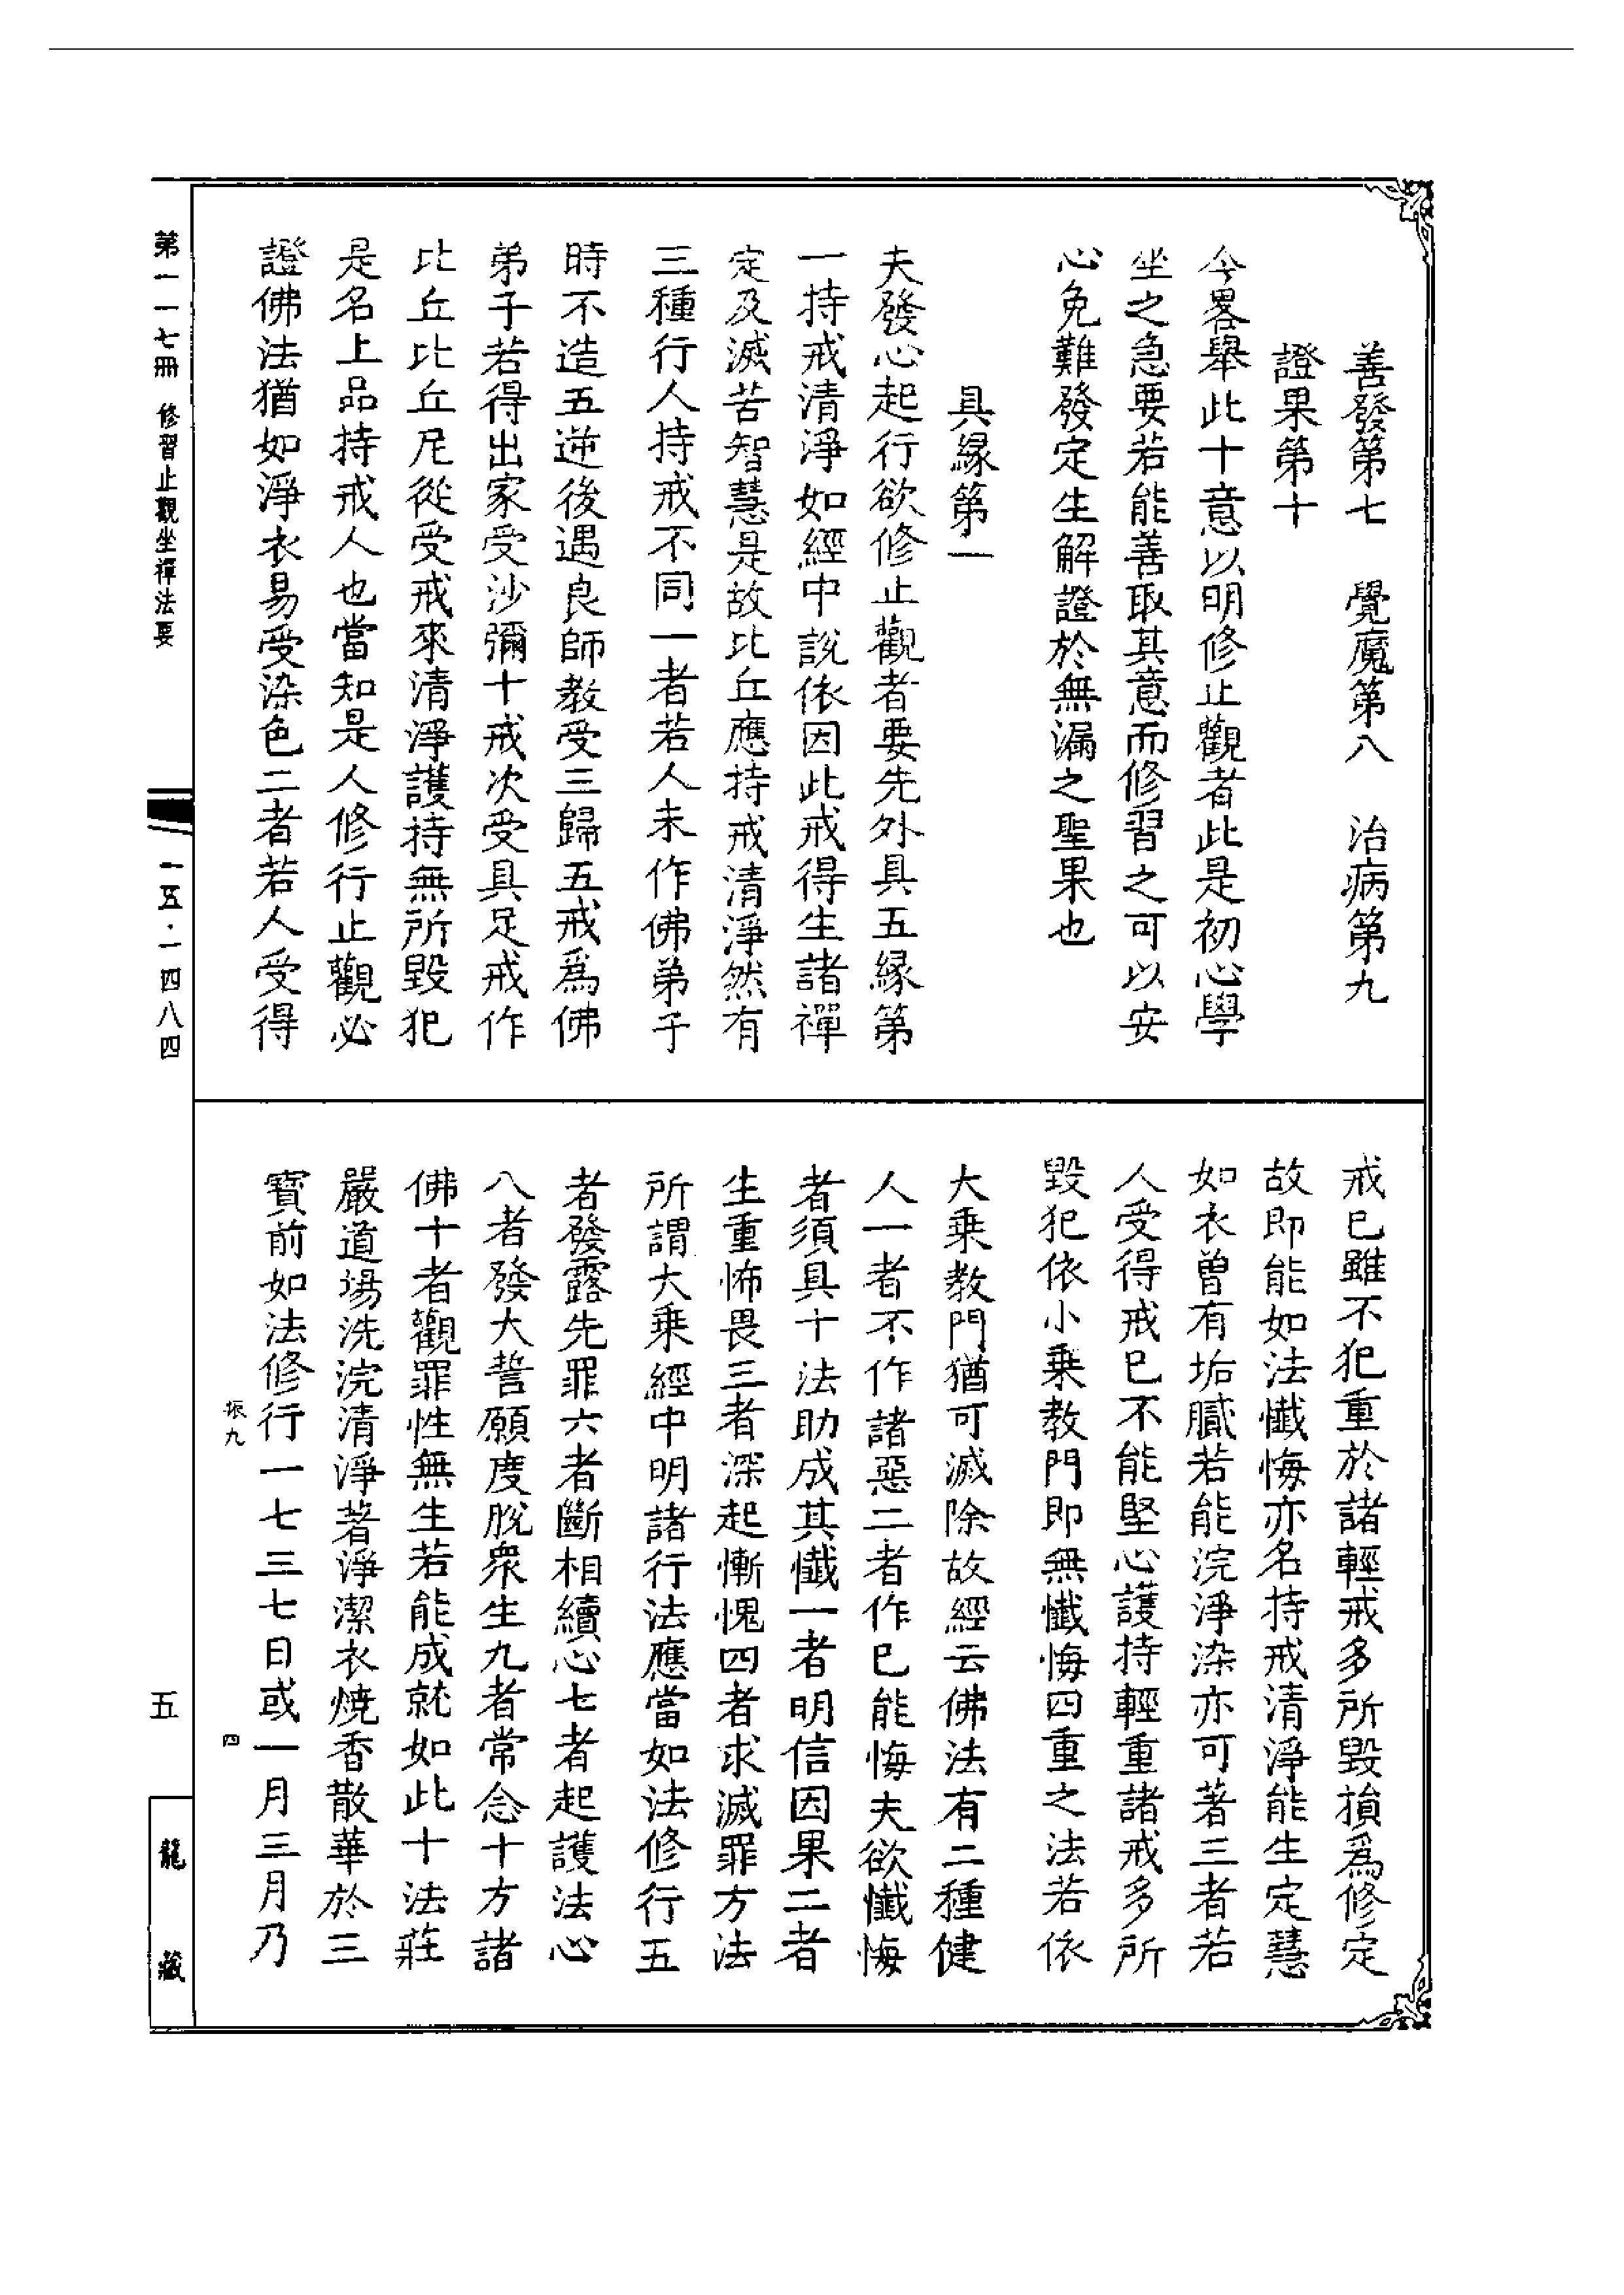 善發第七　覺魔第八　治病第九
證果第十
今畧舉此十意以明修止觀者此是初心學
坐之急要若能善取其意而修習之可以安
心免難發定生解證於無漏之聖果也
具緣第一
夫發心起行欲修止觀者要先外具五緣第
一持戒清淨如經中說依因此戒得生諸禪
定及滅苦智慧是故比丘應持戒清淨然有
三種行人持戒不同一者若人未作佛弟子
時不造五逆後遇良師教受三歸五戒爲佛
弟子若得出家受沙彌十戒次受具足戒作
比丘比丘尼從受戒來清淨護持無所毀犯
是名上品持戒人也當知是人修行止觀必
證佛法猶如淨衣易受染色二者若人受得
戒已雖不犯重於諸輕戒多所毀損爲修定
故即能如法懺悔亦名持戒清淨能生定慧
如衣曾有垢膩若能浣淨染亦可著三者若
人受得戒已不能堅心護持輕重諸戒多所
毀犯依小乘教門即無懺悔四重之法若依
大乘教門猶可滅除故經云佛法有二種健
人一者不作諸惡二者作已能悔夫欲懺悔
者須具十法助成其懺一者明信因果二者
生重怖畏三者深起慚愧四者求滅罪方法
所謂大乘經中明諸行法應當如法修行五
者發露先罪六者斷相續心七者起護法心
八者發大誓願度脫衆生九者常念十方諸
佛十者觀罪性無生若能成就如此十法莊
嚴道場洗浣清淨著淨潔衣燒香散華於三
寶前如法修行一七三七日或一月三月乃
振九
四
第一一七冊　修習止觀坐禪法要
一五·一四八四
五
龍藏